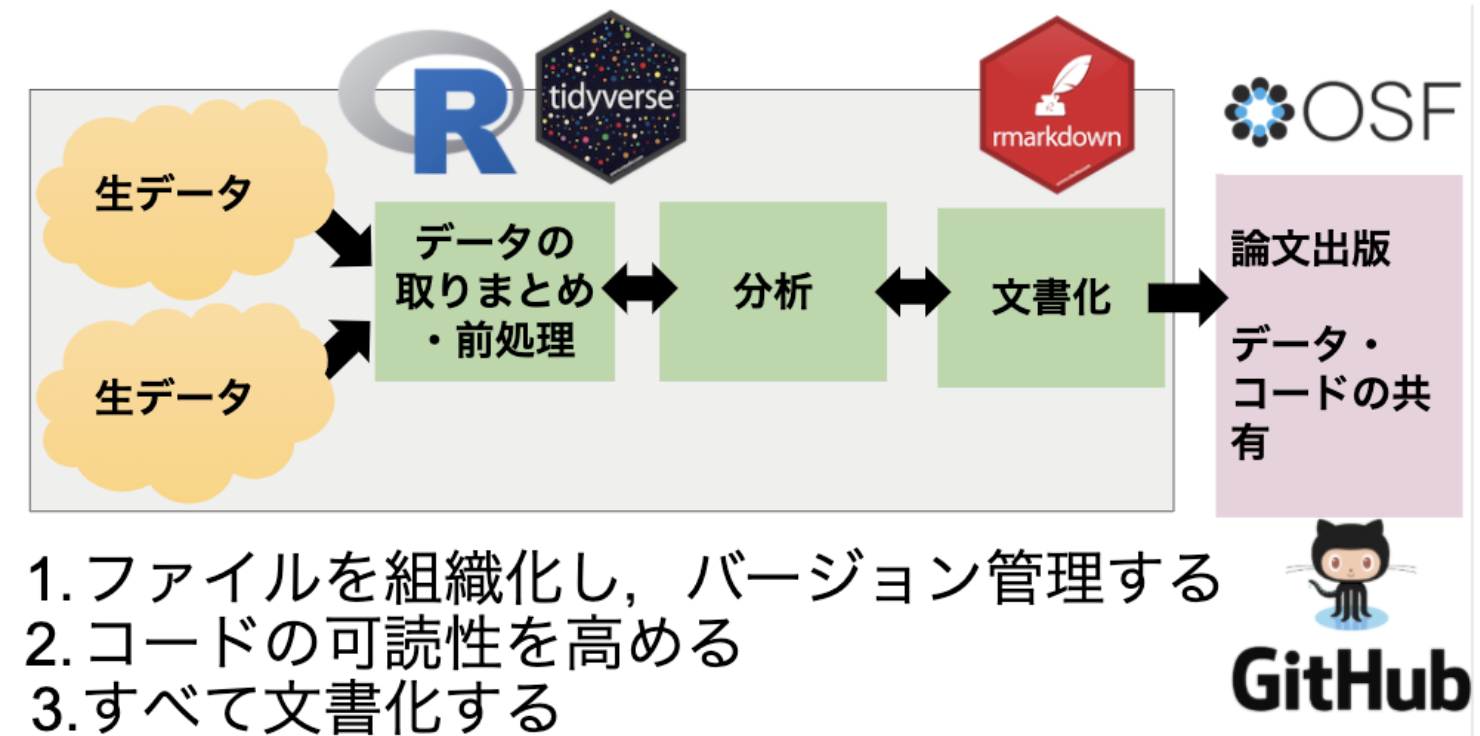 R
tidyverse
rmarkdown
OSF
生データ
生データ
データの
取りまとめ
・前処理
分析
文書化
論文出版
データ・
コードの共
有
1.ファイルを組織化し，バージョン管理する
2.コードの可読性を高める
3.すべて文書化する
GitHub